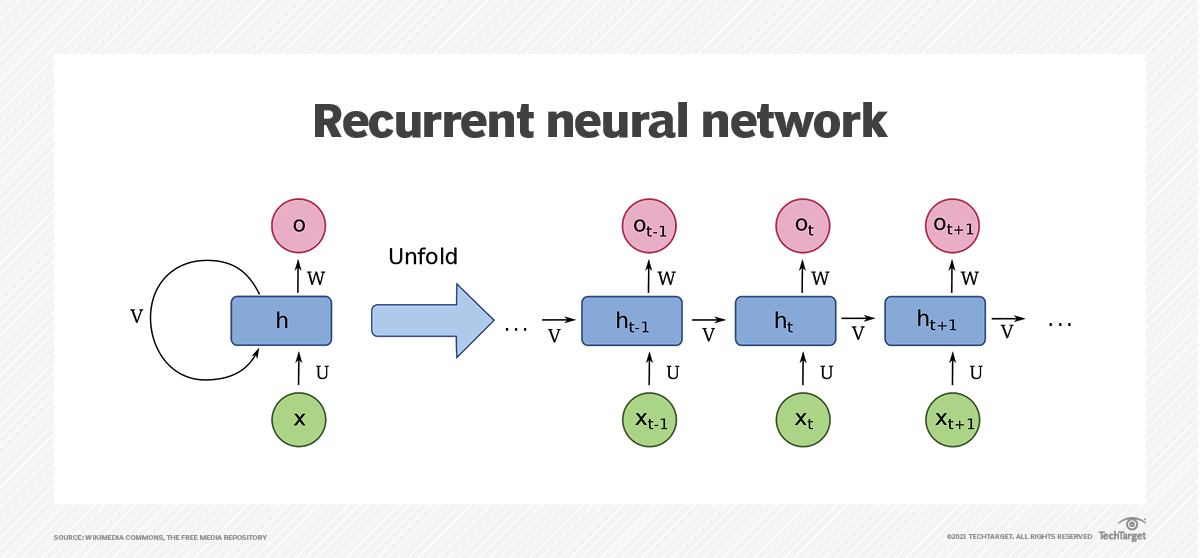 Recurrent neural network
o
o_{t-1}
o_t
o_{t+1}
Unfold
W
W
W
W
V
h
...
V
h_{t-1}
V
h_t
V
h_{t+1}
V
...
U
U
U
U
x
x_{t-1}
x_t
x_{t+1}
SOURCE: WIKIMEDIA COMMONS, THE FREE MEDIA REPOSITORY
©2021 TECHTARGET. ALL RIGHTS RESERVED TechTarget